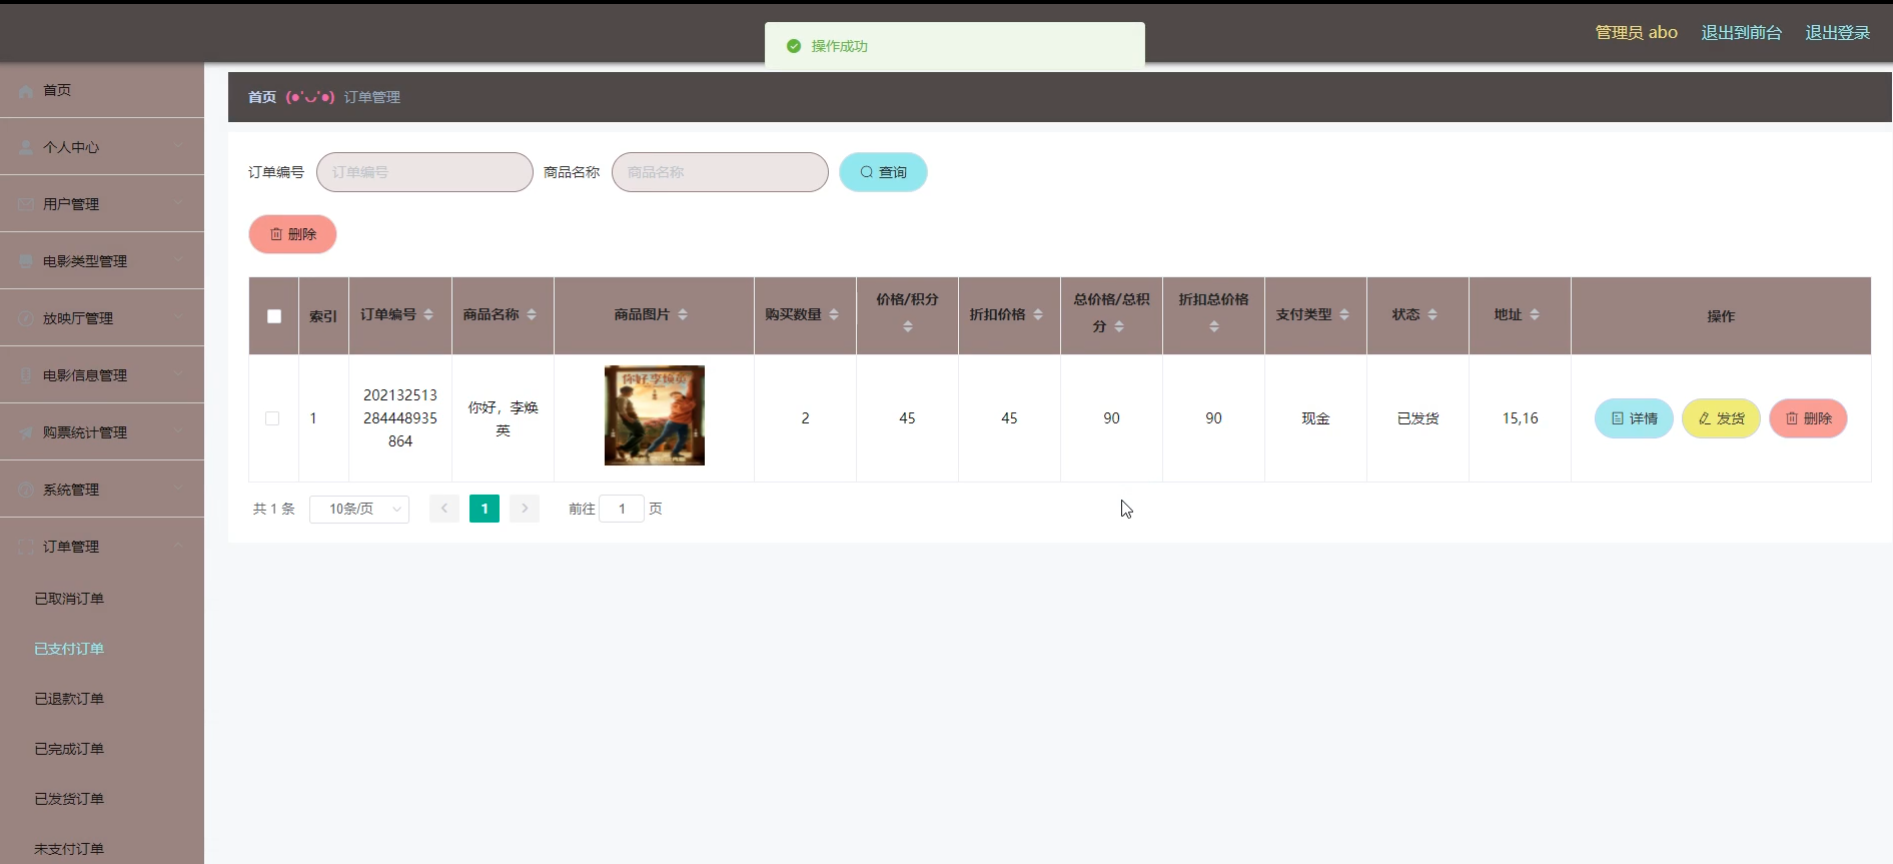 操作成功
管理员 abo 退出到前台 退出登录
首页 (●'◡'●) 订单管理
首页
个人中心
用户管理
电影类型管理
放映厅管理
电影信息管理
购票统计管理
系统管理
订单管理
已取消订单
已支付订单
已退款订单
已完成订单
已发货订单
未支付订单
订单编号 订单编号 商品名称 商品名称 查询
删除
索引 订单编号 商品名称 商品图片 购买数量 价格/积分 折扣价格 总价格/总积
分 折扣总价格 支付类型 状态 地址 操作
1
202132513
284448935
864
你好，李焕
英
你好李焕英
2 45 45 90 90 现金 已发货 15,16 详情 发货 删除
共 1 条 10条/页 1 前往 1 页